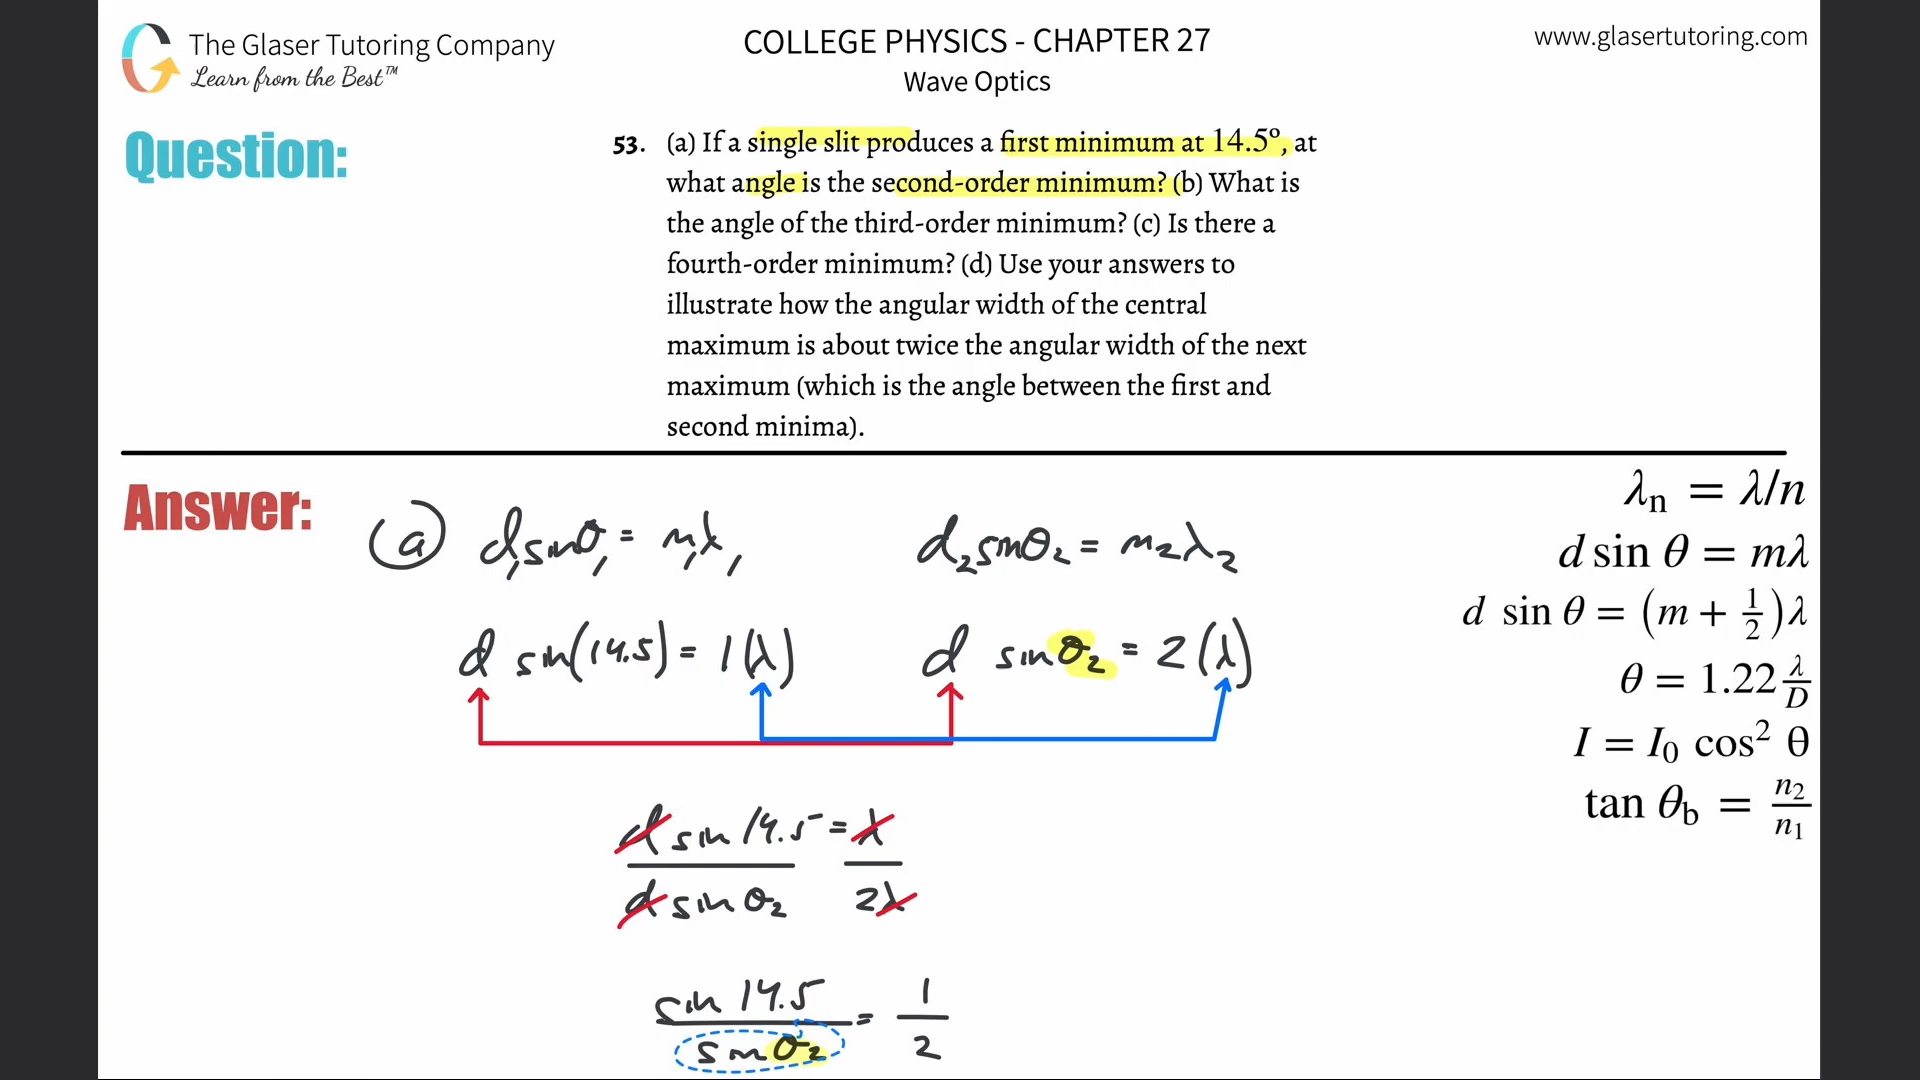 The Glaser Tutoring Company
Learn from the Best™
COLLEGE PHYSICS - CHAPTER 27
Wave Optics
www.glasertutoring.com
Question:
53. (a) If a single slit produces a first minimum at 14.5º, at
what angle is the second-order minimum? (b) What is
the angle of the third-order minimum? (c) Is there a
fourth-order minimum? (d) Use your answers to
illustrate how the angular width of the central
maximum is about twice the angular width of the next
maximum (which is the angle between the first and
second minima).
Answer:
(a) d₁sinθ₁ = m₁λ₁
d₂sinθ₂ = m₂λ₂
d sin(14.5) = 1(λ)
d sinθ₂ = 2(λ)
d sin 14.5 = λ
d sin θ₂ 2λ
sin 14.5 = 1
sin θ₂ 2
λn = λ/n
d sin θ = mλ
d sin θ = (m + 1/2)λ
θ = 1.22 λ/D
I = I₀ cos² θ
tan θb = n₂/n₁